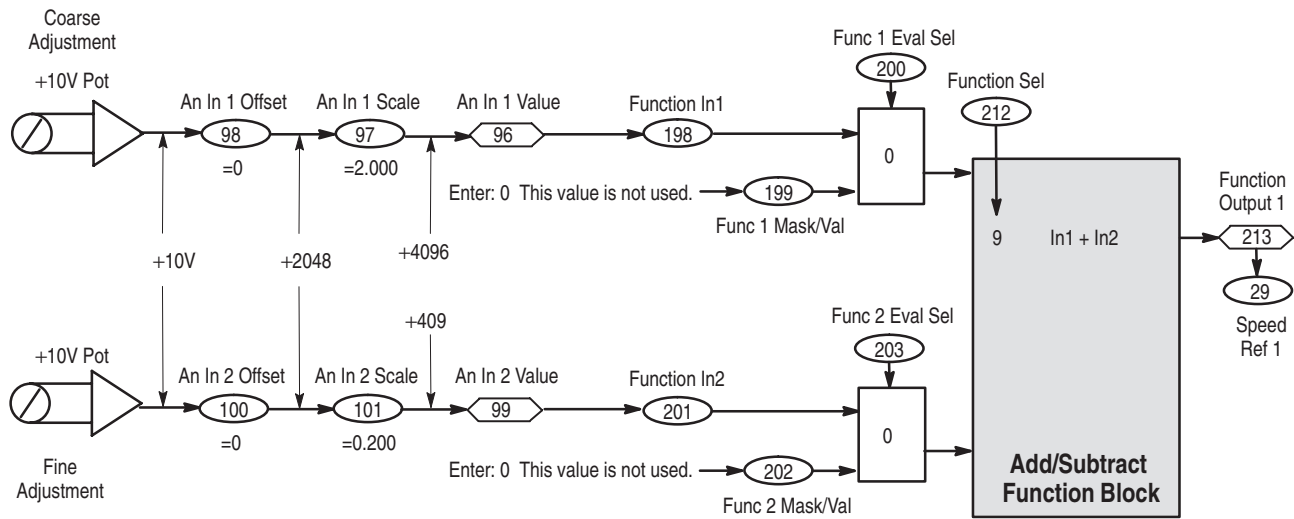 Coarse
Adjustment
+10V Pot
An In 1 Offset
98
=0
An In 1 Scale
97
=2.000
An In 1 Value
96
Function In1
198
Enter: 0 This value is not used.
199
Func 1 Mask/Val
Func 1 Eval Sel
200
0
Function Sel
212
9
In1 + In2
Function
Output 1
213
29
Speed
Ref 1
+10V
+2048
+4096
+409
+10V Pot
Fine
Adjustment
An In 2 Offset
100
=0
An In 2 Scale
101
=0.200
An In 2 Value
99
Function In2
201
Enter: 0 This value is not used.
202
Func 2 Mask/Val
Func 2 Eval Sel
203
0
Add/Subtract
Function Block